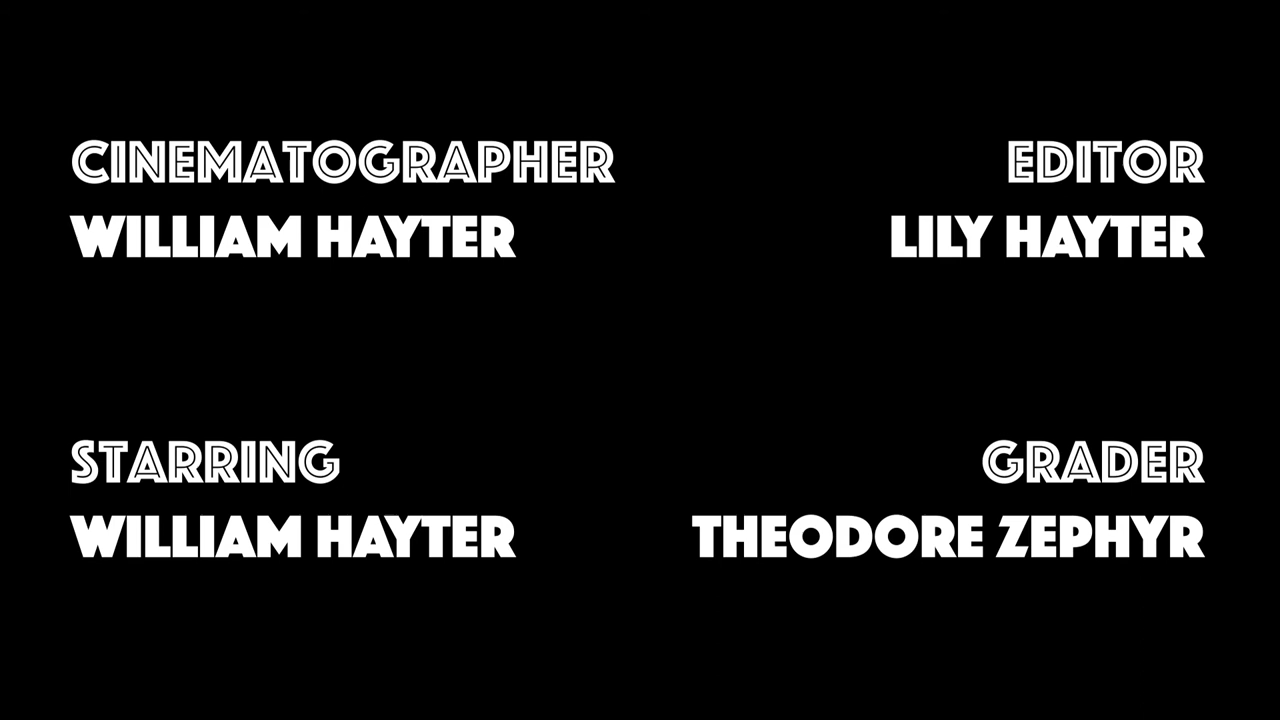 CINEMATOGRAPHER
WILLIAM HAYTER
EDITOR
LILY HAYTER
STARRING
WILLIAM HAYTER
GRADER
THEODORE ZEPHYR